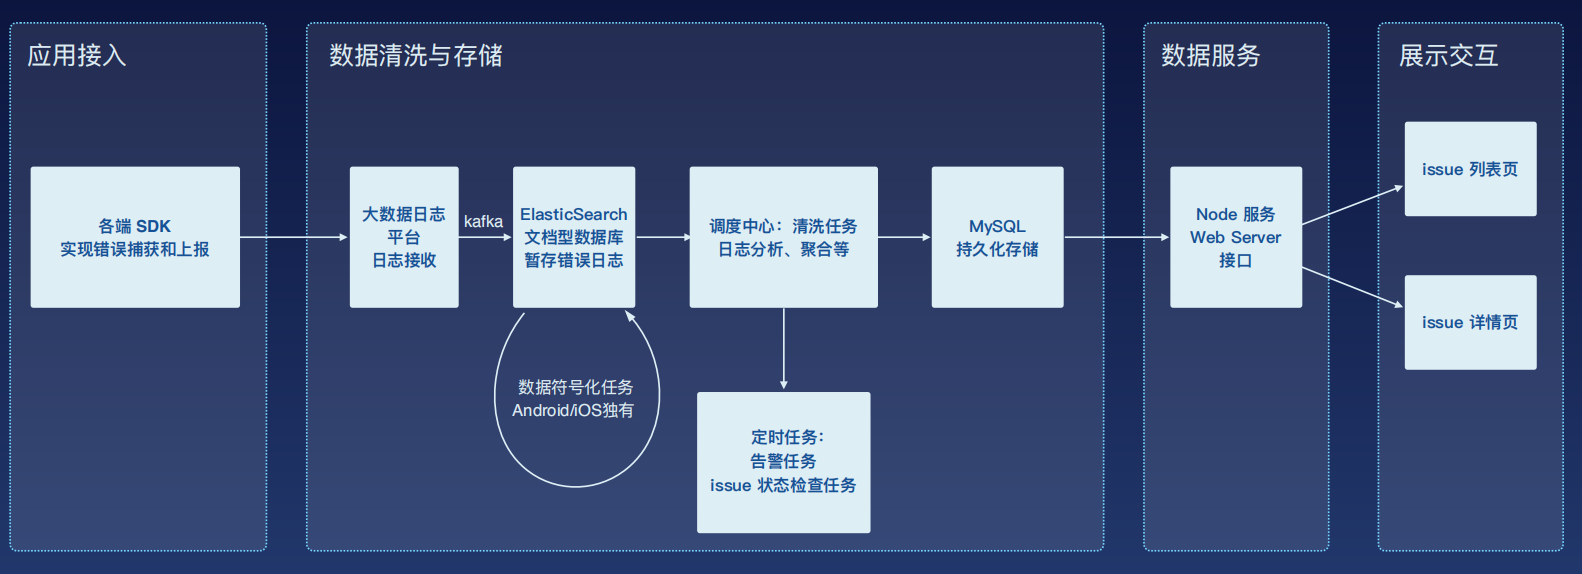 应用接入
数据清洗与存储
数据服务
展示交互
各端 SDK
实现错误捕获和上报
大数据日志
平台
日志接收
kafka
ElasticSearch
文档型数据库
暂存错误日志
调度中心：清洗任务
日志分析、聚合等
MySQL
持久化存储
Node 服务
Web Server
接口
issue 列表页
issue 详情页
数据符号化任务
Android/iOS独有
定时任务：
告警任务
issue 状态检查任务